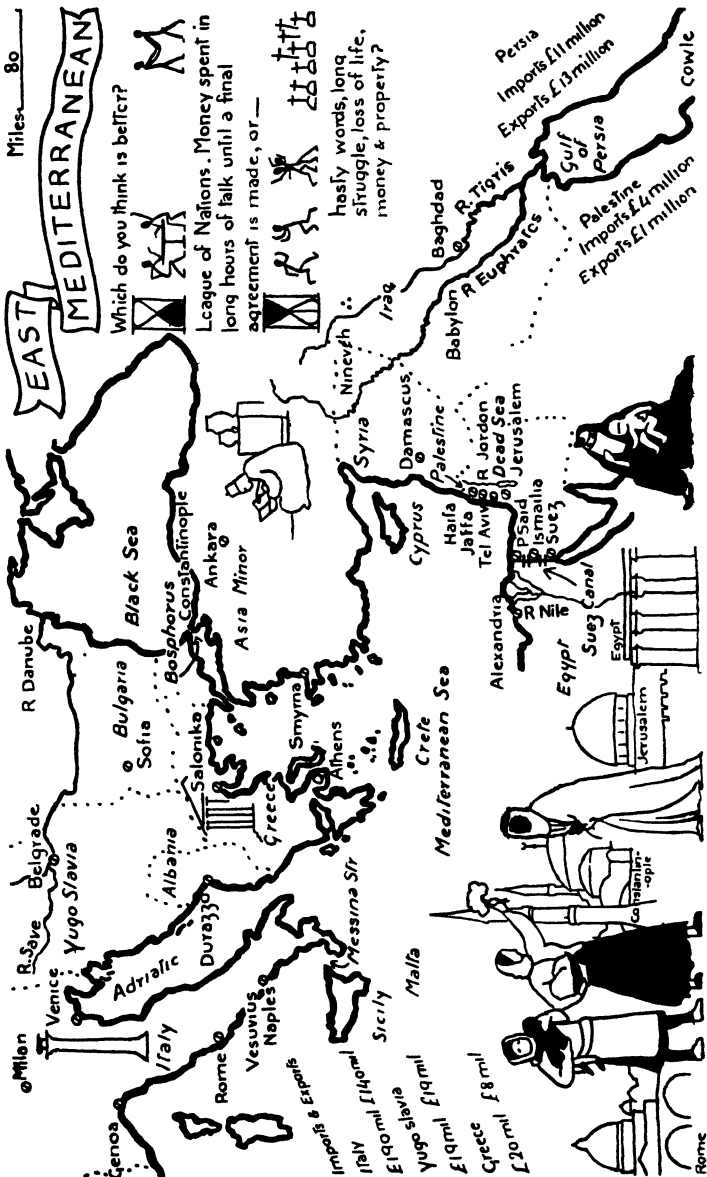 EAST
MEDITERRANEAN
Miles 80
Which do you think is better?
League of Nations. Money spent in
long hours of talk until a final
agreement is made, or—
hasty words, long
struggle, loss of life,
money & property?
Milan
Venice
Genoa
Italy
Rome
Vesuvius
Naples
Adriatic
Durazzo
Messina Str
Sicily
Malta
R. Save
Belgrade
Yugo Slavia
Albania
R Danube
Bulgaria
Sofia
Salonika
Greece
Athens
Smyrna
Crete
Mediterranean Sea
Black Sea
Bosphorus
Constantinople
Ankara
Asia Minor
Cyprus
Syria
Damascus
Palestine
Haifa
Jaffa
Tel Aviv
R Jordon
Dead Sea
Jerusalem
P Said
Ismailia
Suez
Alexandria
R Nile
Egypt
Suez Canal
Nineveh
Iraq
Baghdad
R. Tigris
Babylon
R Euphrates
Gulf
of
Persia
Persia
Imports £11 million
Exports £13 million
Palestine
Imports £4 million
Exports £1 million
Imports & Exports
Italy £140mil
£190mil
Yugo slavia
£19mil £19mil
Greece
£20mil £8mil
Rome
Constantin-
ople
Jerusalem
Egypt
Cowle